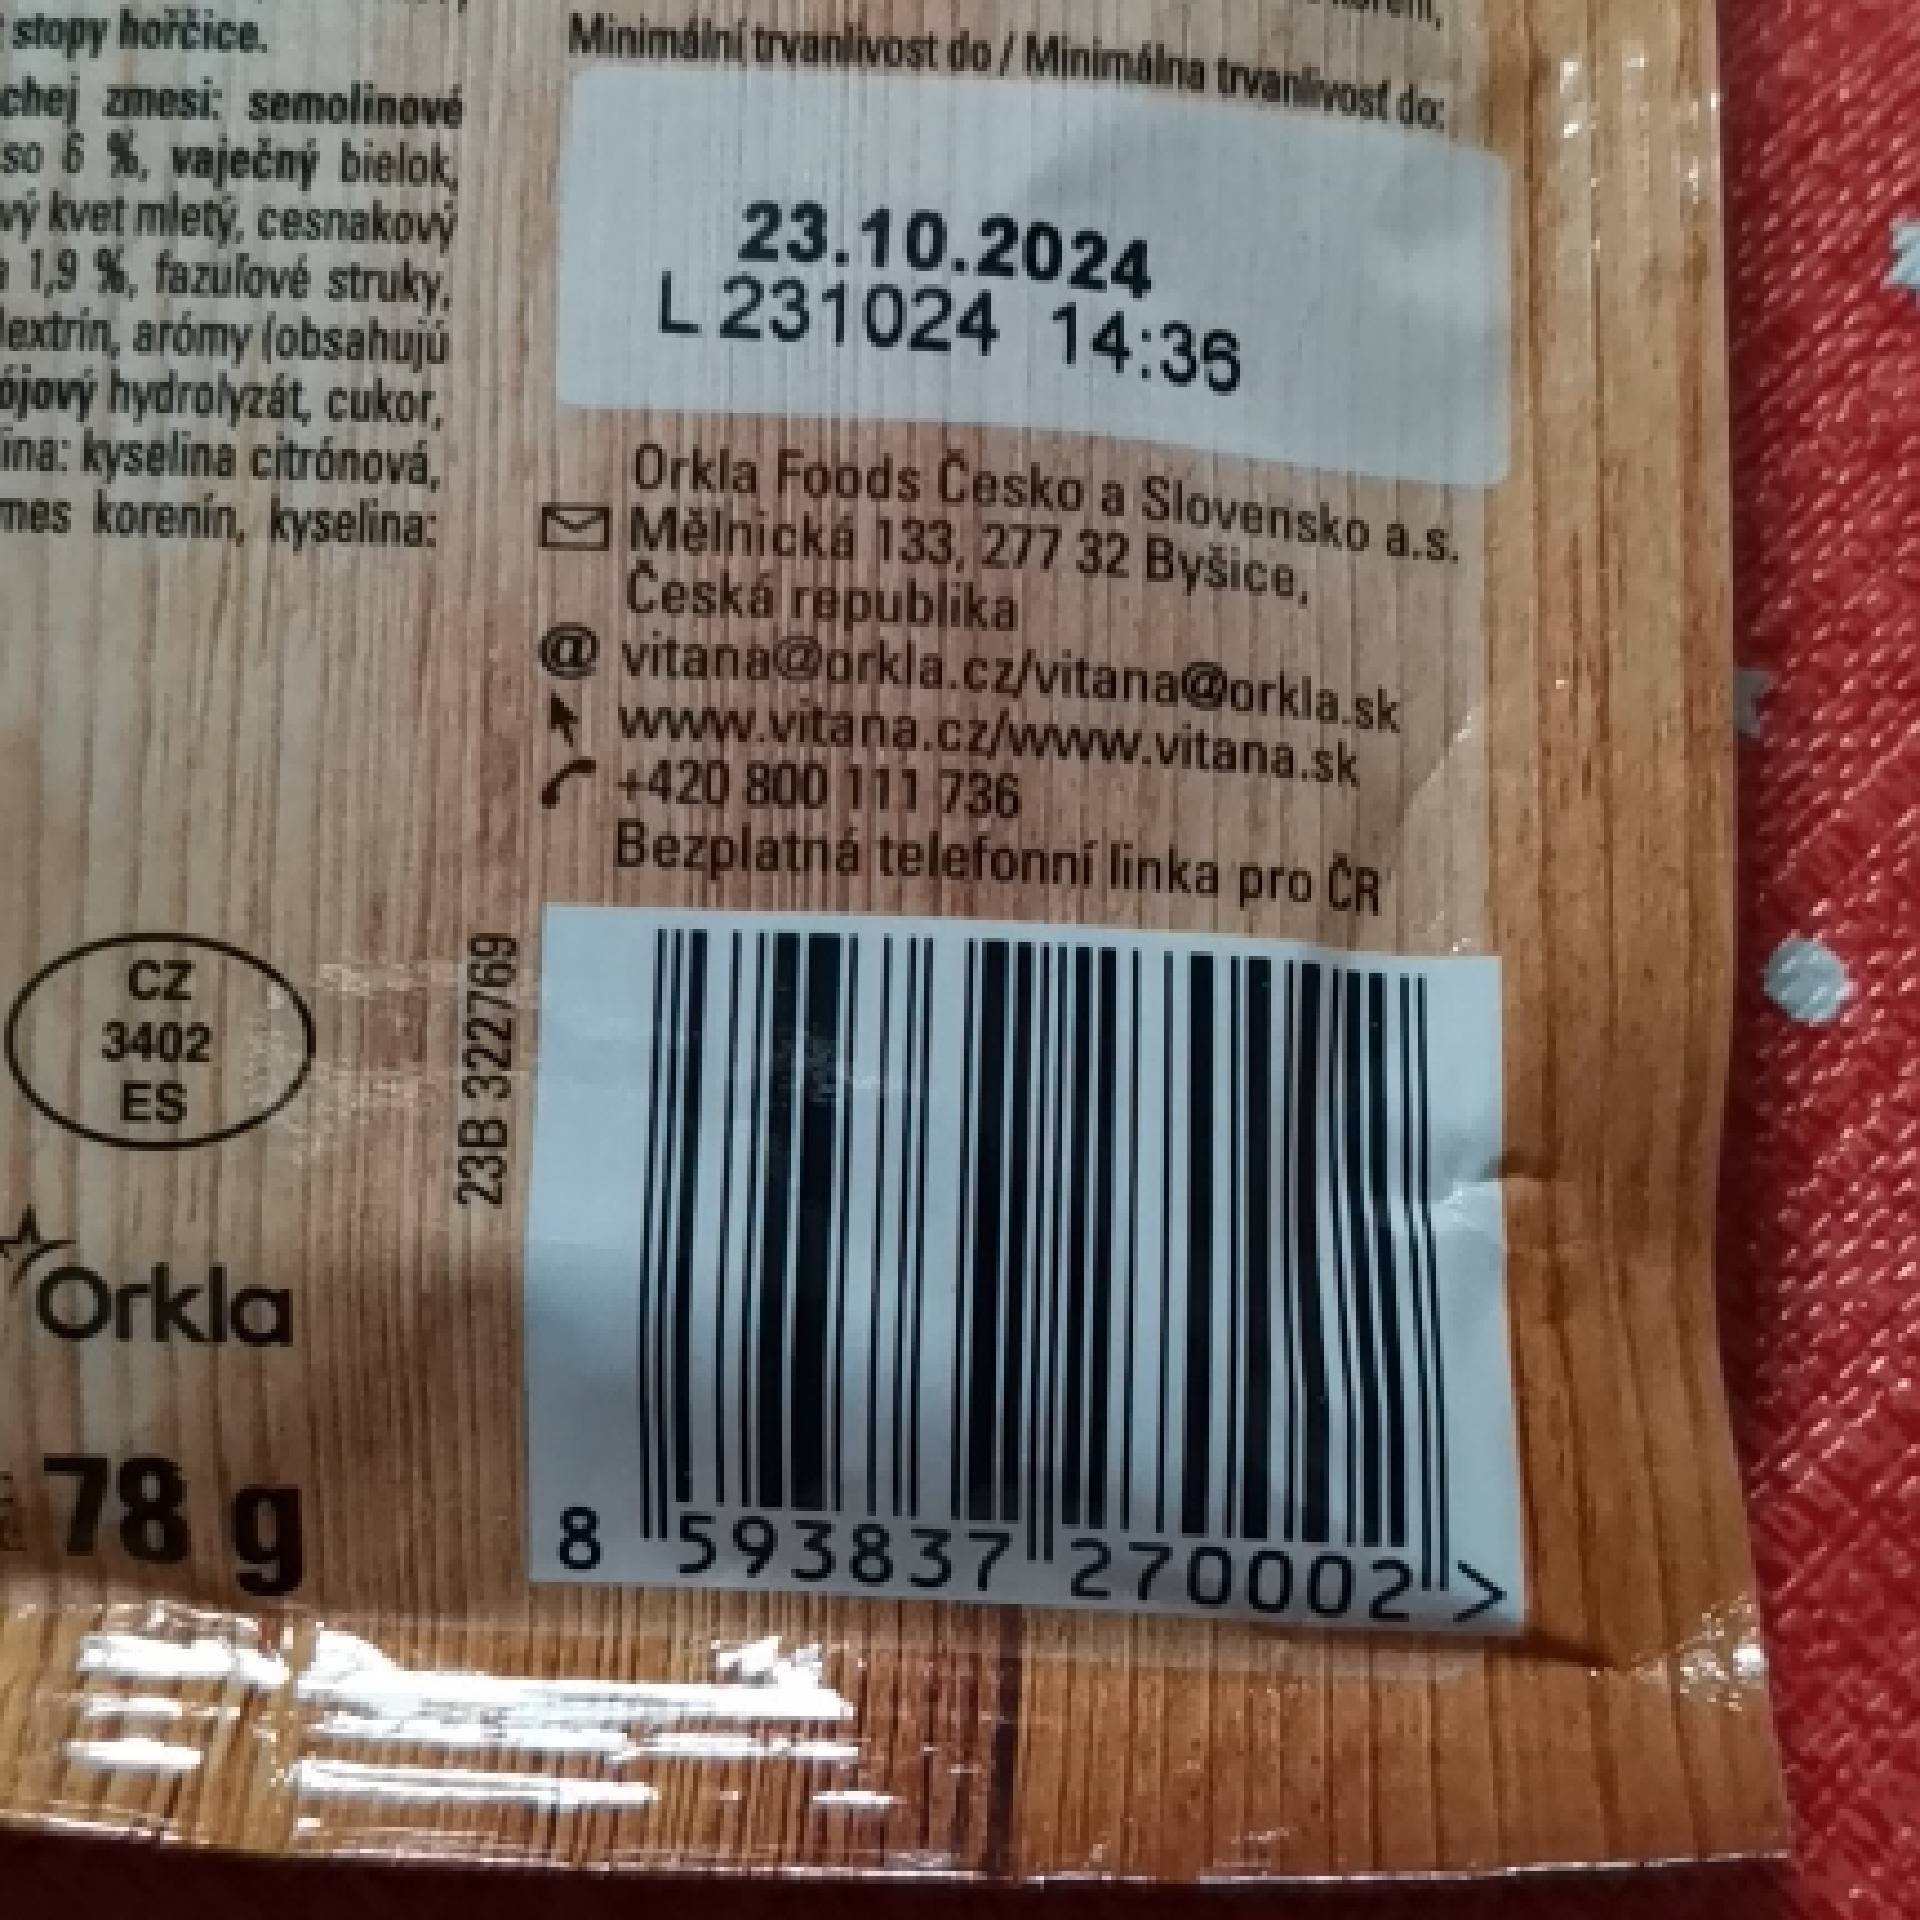 stopy hořčice.
chej zmesi: semolinové
so 6 %, vaječný bielok,
vý kvet mletý, cesnakový
1,9 %, fazuľové struky,
dextrín, arómy (obsahujú
ójový hydrolyzát, cukor,
ina: kyselina citrónová,
mes korenín, kyselina:
Minimální trvanlivost do / Minimálna trvanlivosť do:
23.10.2024
L 231024 14:36
Orkla Foods Česko a Slovensko a.s.
Mělnická 133, 277 32 Byšice,
Česká republika
@ vitana@orkla.cz/vitana@orkla.sk
www.vitana.cz/www.vitana.sk
+420 800 111 736
Bezplatná telefonní linka pro ČR
CZ
3402
ES
23B 322769
Orkla
78 g
8 593837 270002 >